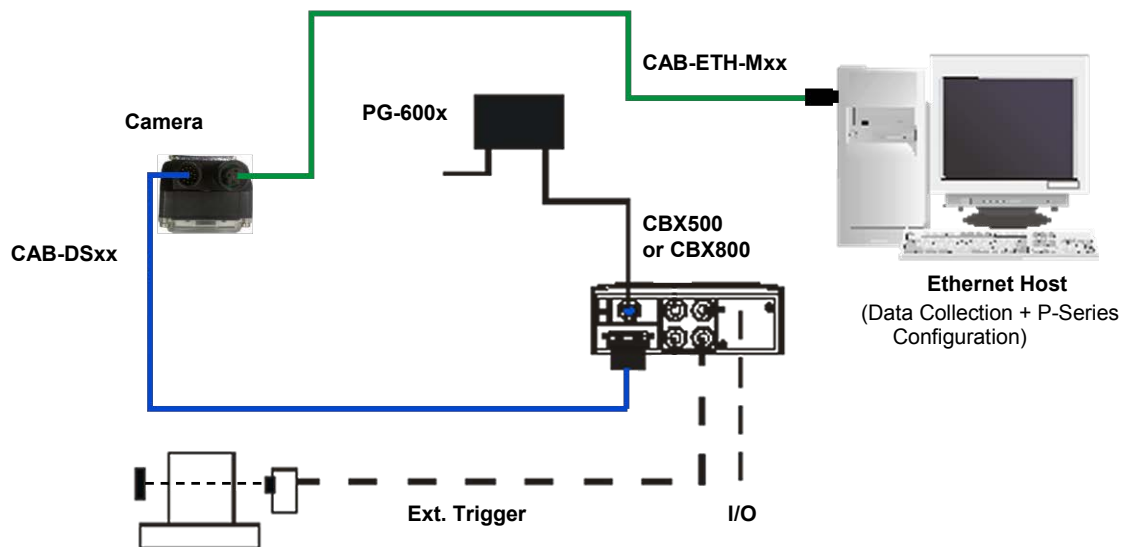 CAB-ETH-Mxx
PG-600x
Camera
CBX500
or CBX800
CAB-DSxx
Ethernet Host
(Data Collection + P-Series
Configuration)
Ext. Trigger
I/O